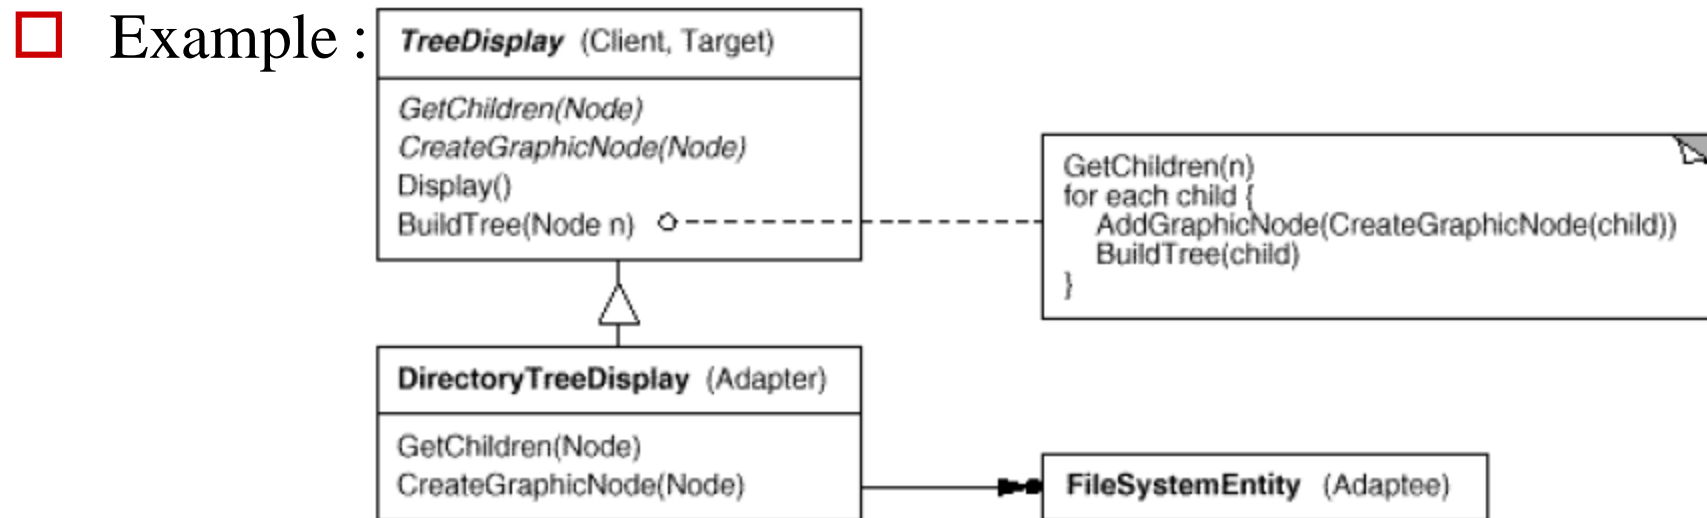 Example :
TreeDisplay (Client, Target)
GetChildren(Node)
CreateGraphicNode(Node)
Display()
BuildTree(Node n)
GetChildren(n)
for each child {
AddGraphicNode(CreateGraphicNode(child))
BuildTree(child)
}
DirectoryTreeDisplay (Adapter)
GetChildren(Node)
CreateGraphicNode(Node)
FileSystemEntity (Adaptee)